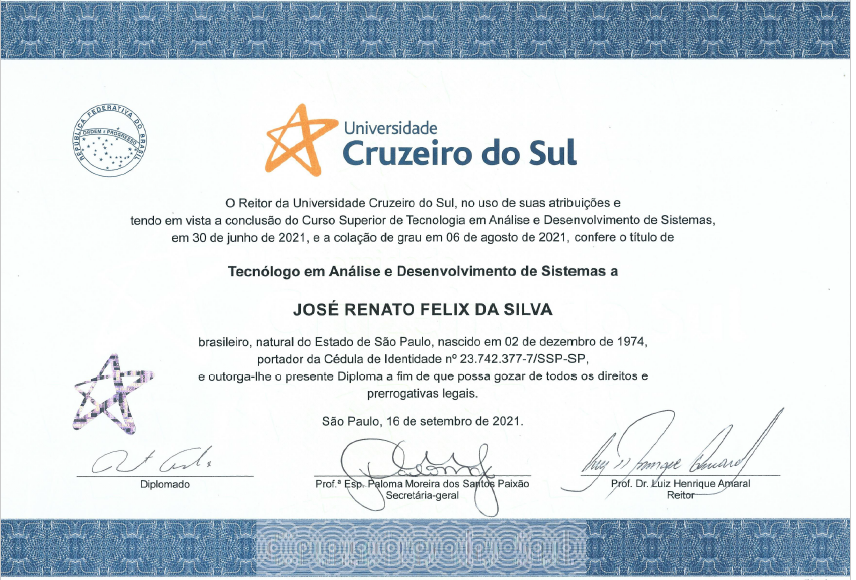 REPÚBLICA FEDERATIVA DO BRASIL
ORDEM E PROGRESSO
Universidade
Cruzeiro do Sul
O Reitor da Universidade Cruzeiro do Sul, no uso de suas atribuições e
tendo em vista a conclusão do Curso Superior de Tecnologia em Análise e Desenvolvimento de Sistemas,
em 30 de junho de 2021, e a colação de grau em 06 de agosto de 2021, confere o título de
Tecnólogo em Análise e Desenvolvimento de Sistemas a
JOSÉ RENATO FELIX DA SILVA
brasileiro, natural do Estado de São Paulo, nascido em 02 de dezembro de 1974,
portador da Cédula de Identidade nº 23.742.377-7/SSP-SP,
e outorga-lhe o presente Diploma a fim de que possa gozar de todos os direitos e
prerrogativas legais.
São Paulo, 16 de setembro de 2021.
Diplomado
Prof.ª Esp. Paloma Moreira dos Santos Paixão
Secretária-geral
Prof. Dr. Luiz Henrique Amaral
Reitor